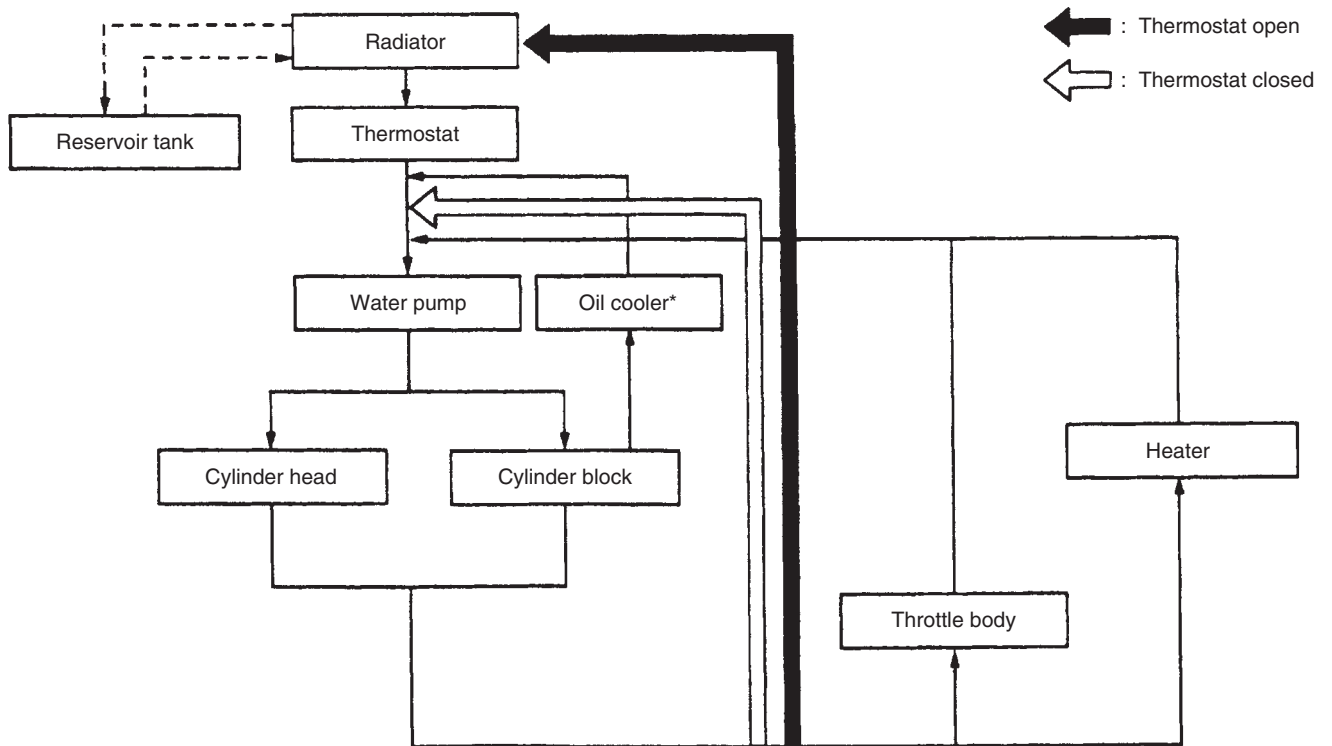 Radiator
: Thermostat open
: Thermostat closed
Thermostat
Reservoir tank
Water pump
Oil cooler*
Cylinder head
Cylinder block
Heater
Throttle body